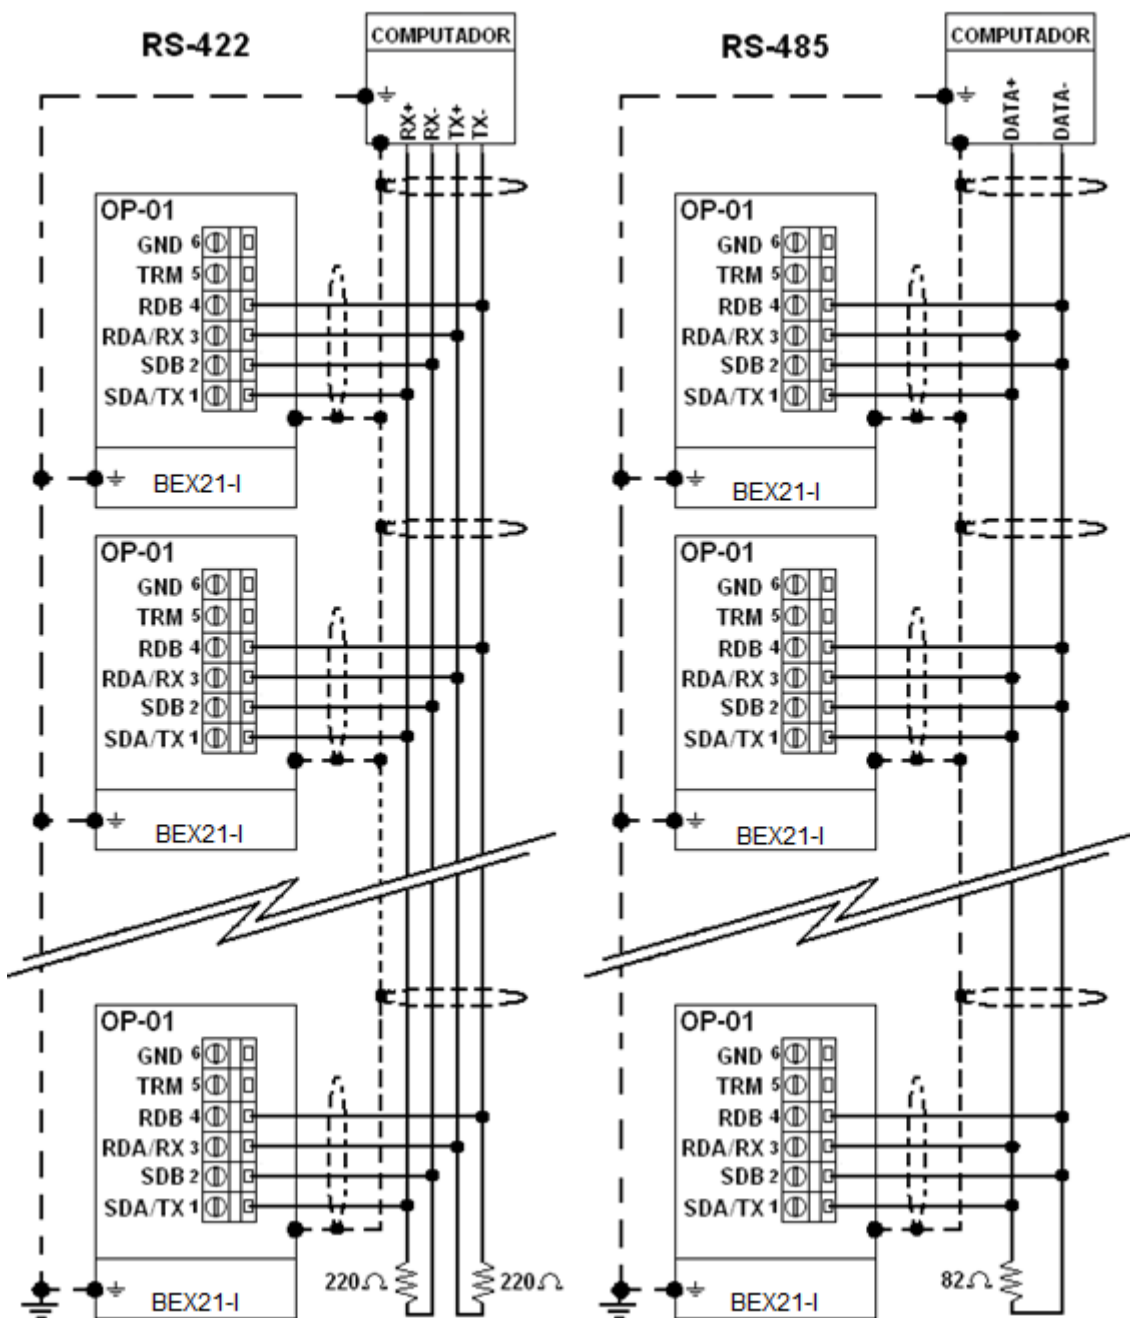 RS-422
COMPUTADOR
RX+
RX-
TX+
TX-
OP-01
GND 6
TRM 5
RDB 4
RDA/RX 3
SDB 2
SDA/TX 1
BEX21-I
OP-01
GND 6
TRM 5
RDB 4
RDA/RX 3
SDB 2
SDA/TX 1
BEX21-I
OP-01
GND 6
TRM 5
RDB 4
RDA/RX 3
SDB 2
SDA/TX 1
BEX21-I
220Ω
220Ω
RS-485
COMPUTADOR
DATA+
DATA-
OP-01
GND 6
TRM 5
RDB 4
RDA/RX 3
SDB 2
SDA/TX 1
BEX21-I
OP-01
GND 6
TRM 5
RDB 4
RDA/RX 3
SDB 2
SDA/TX 1
BEX21-I
OP-01
GND 6
TRM 5
RDB 4
RDA/RX 3
SDB 2
SDA/TX 1
BEX21-I
82Ω